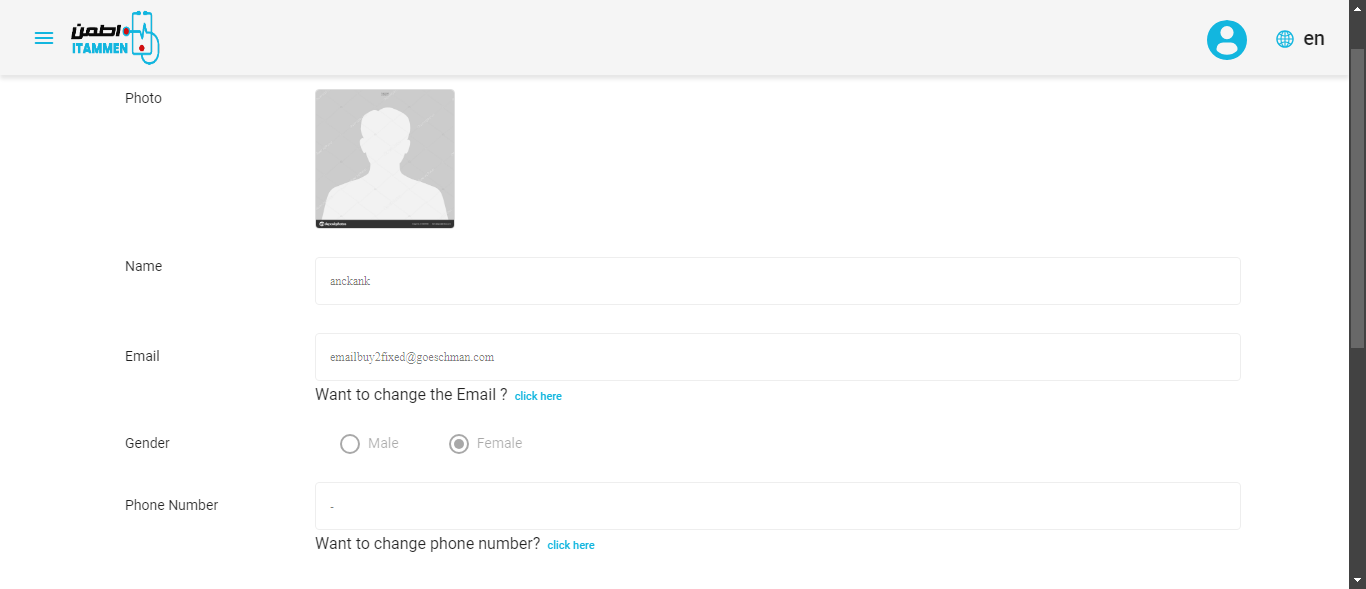 اطمن
ITAMMEN
en
Photo
Name
anckank
Email
emailbuy2fixed@goeschman.com
Want to change the Email ? click here
Gender
Male
Female
Phone Number
-
Want to change phone number? click here